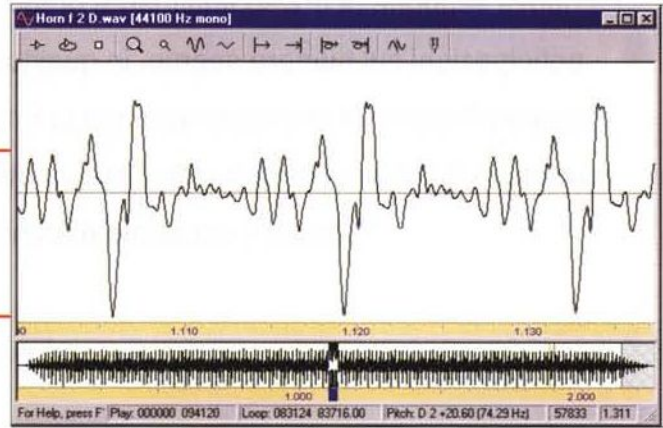 Horn f 2 D.wav [44100 Hz mono]
1.110 1.120 1.130
1.000 2.000
For Help, press F' Play: 000000 094120 Loop: 083124 83716.00 Pitch: D 2 +20.60 (74.29 Hz) 57833 1.311